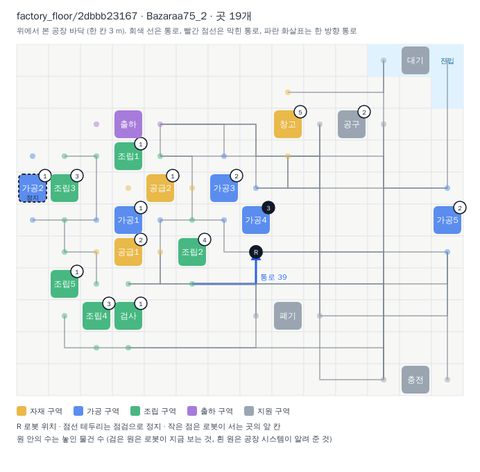 factory_floor/2dbbb23167 · Bazaraa75_2 · 곳 19개
위에서 본 공장 바닥 (한 칸 3 m). 회색 선은 통로, 빨간 점선은 막힌 통로, 파란 화살표는 한 방향 통로
대기
진입
출하
창고 5
공구 2
조립1 1
가공2 1
정지
조립3 3
공급2 1
가공3 2
가공1 1
가공4 3
가공5 2
공급1 2
조립2 4
R
통로 39
조립5 1
조립4 3
검사 1
폐기
충전
자재 구역 가공 구역 조립 구역 출하 구역 지원 구역
R 로봇 위치 · 점선 테두리는 점검으로 정지 · 작은 점은 로봇이 서는 곳의 앞 칸
원 안의 수는 놓인 물건 수 (검은 원은 로봇이 지금 보는 것, 흰 원은 공장 시스템이 알려 준 것)